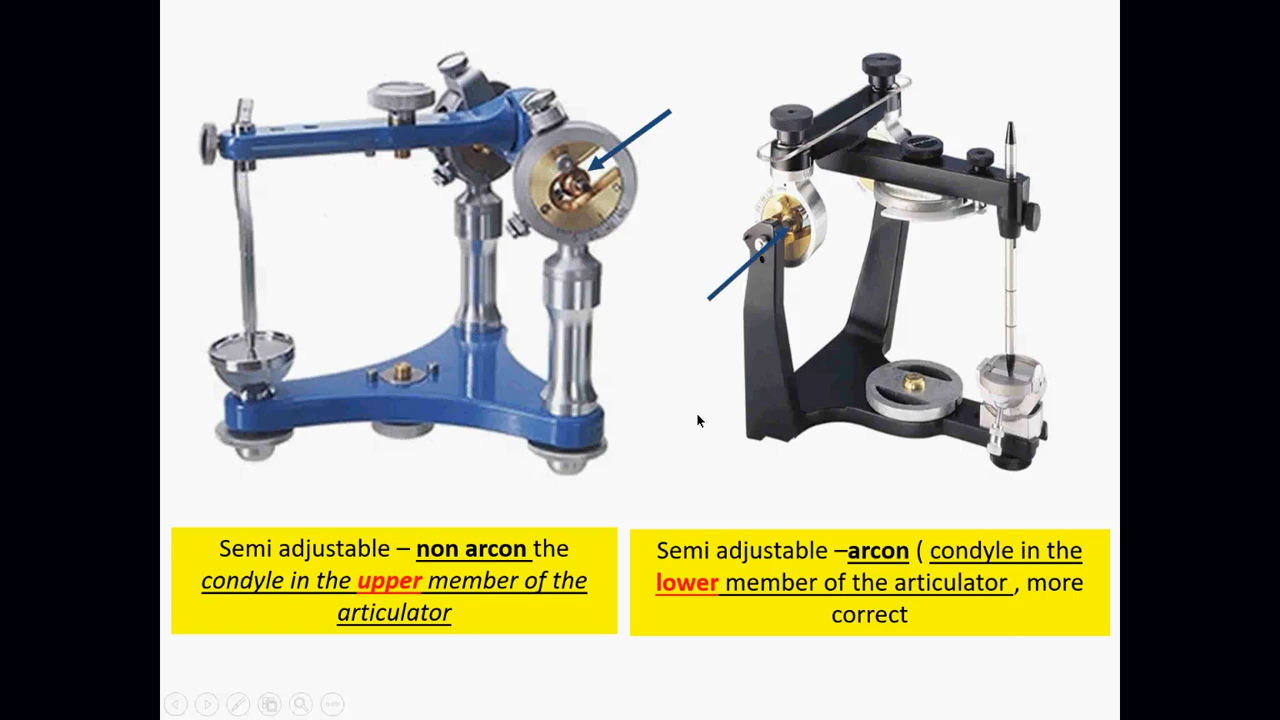 Semi adjustable – non arcon the
condyle in the upper member of the
articulator
Semi adjustable –arcon ( condyle in the
lower member of the articulator , more
correct